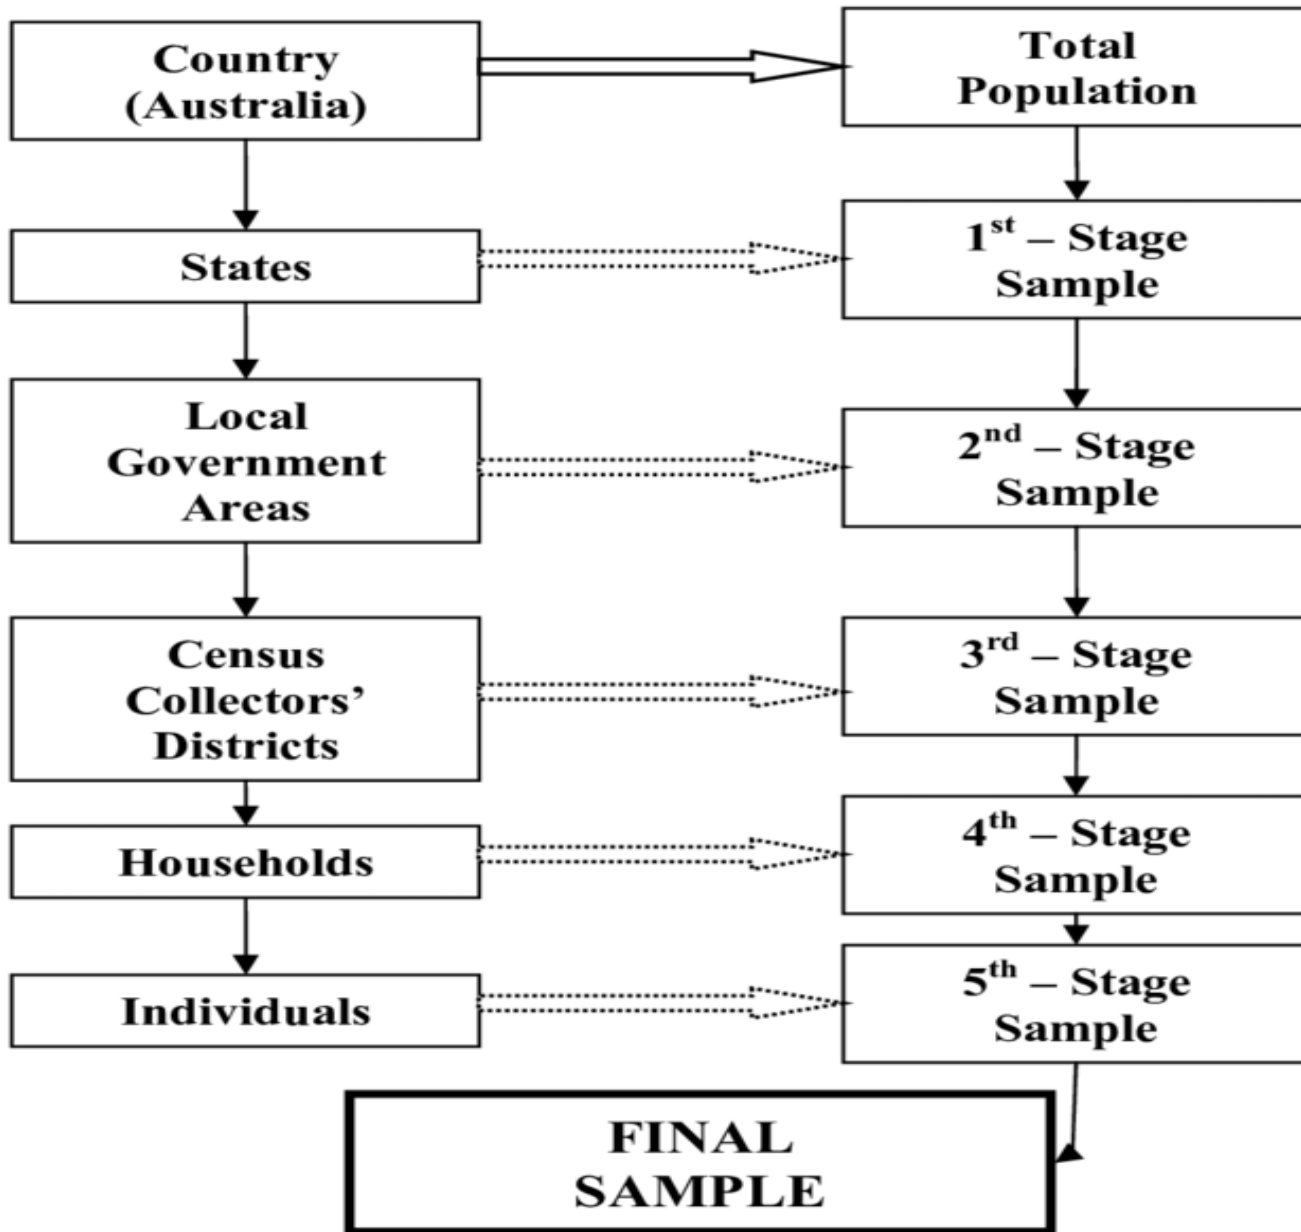 Country
(Australia)
Total
Population
States
1st – Stage
Sample
Local
Government
Areas
2nd – Stage
Sample
Census
Collectors’
Districts
3rd – Stage
Sample
Households
4th – Stage
Sample
Individuals
5th – Stage
Sample
FINAL
SAMPLE